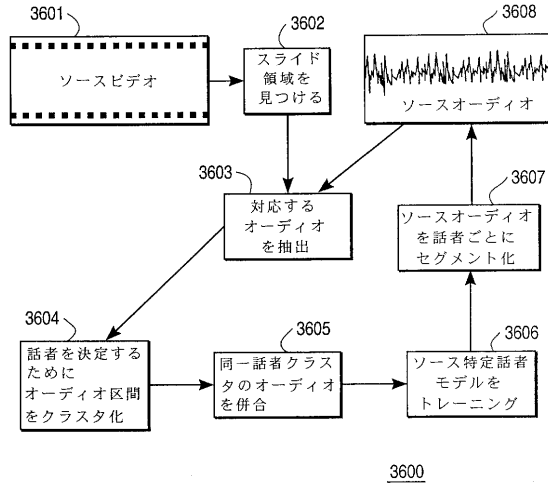 3601
ソースビデオ
3602
スライド
領域を
見つける
3608
ソースオーディオ
3603
対応する
オーディオ
を抽出
3607
ソースオーディオ
を話者ごとに
セグメント化
3604
話者を決定する
ために
オーディオ区間
をクラスタ化
3605
同一話者クラス
タのオーディオ
を併合
3606
ソース特定話者
モデルを
トレーニング
3600